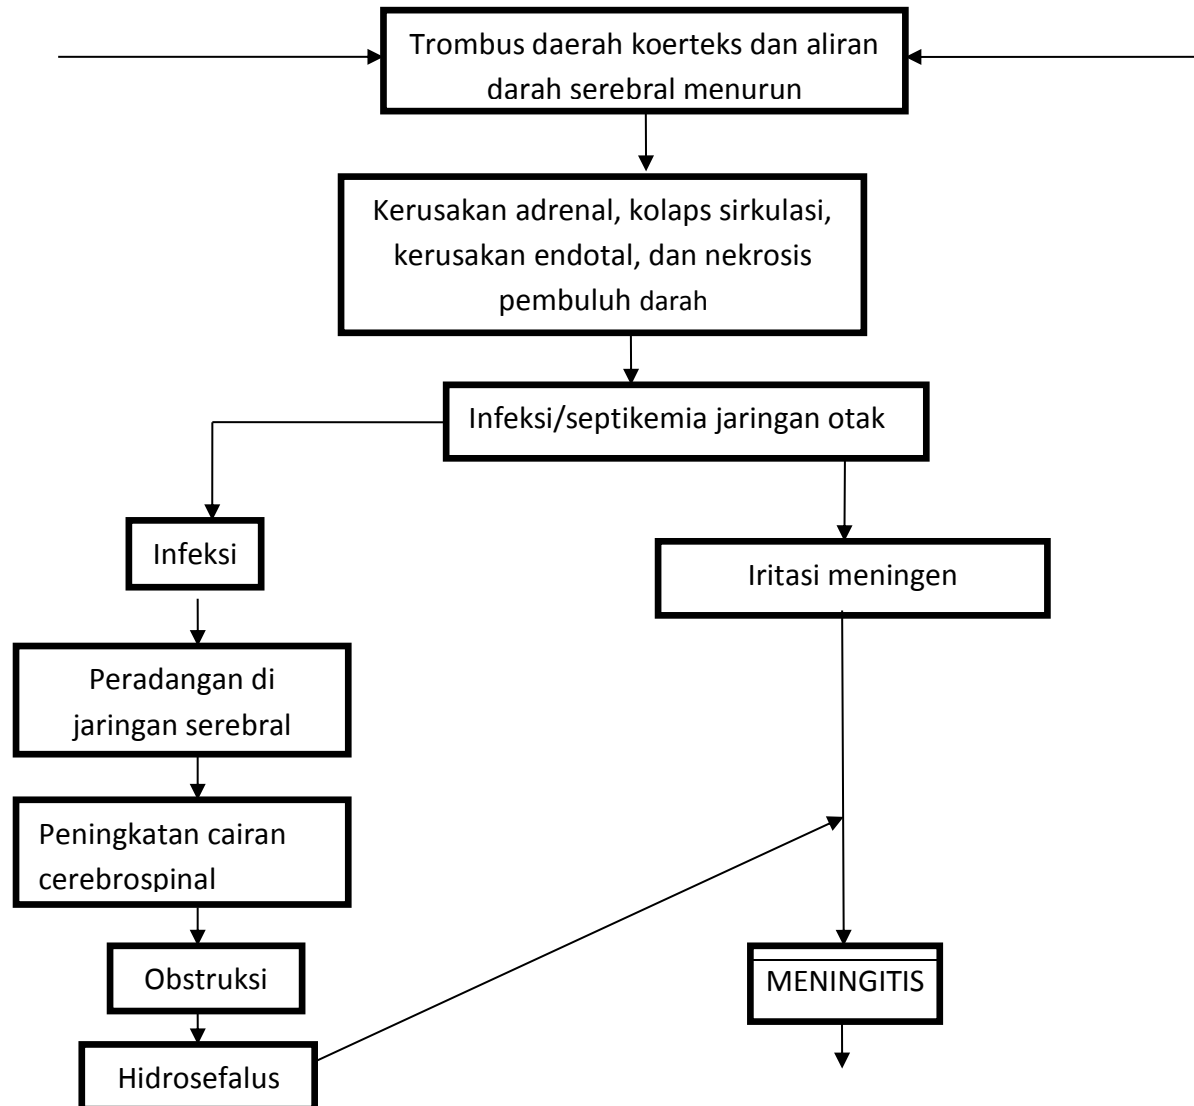 Trombus daerah koerteks dan aliran
darah serebral menurun
Kerusakan adrenal, kolaps sirkulasi,
kerusakan endotal, dan nekrosis
pembuluh darah
Infeksi/septikemia jaringan otak
Infeksi
Iritasi meningen
Peradangan di
jaringan serebral
Peningkatan cairan
cerebrospinal
Obstruksi
MENINGITIS
Hidrosefalus